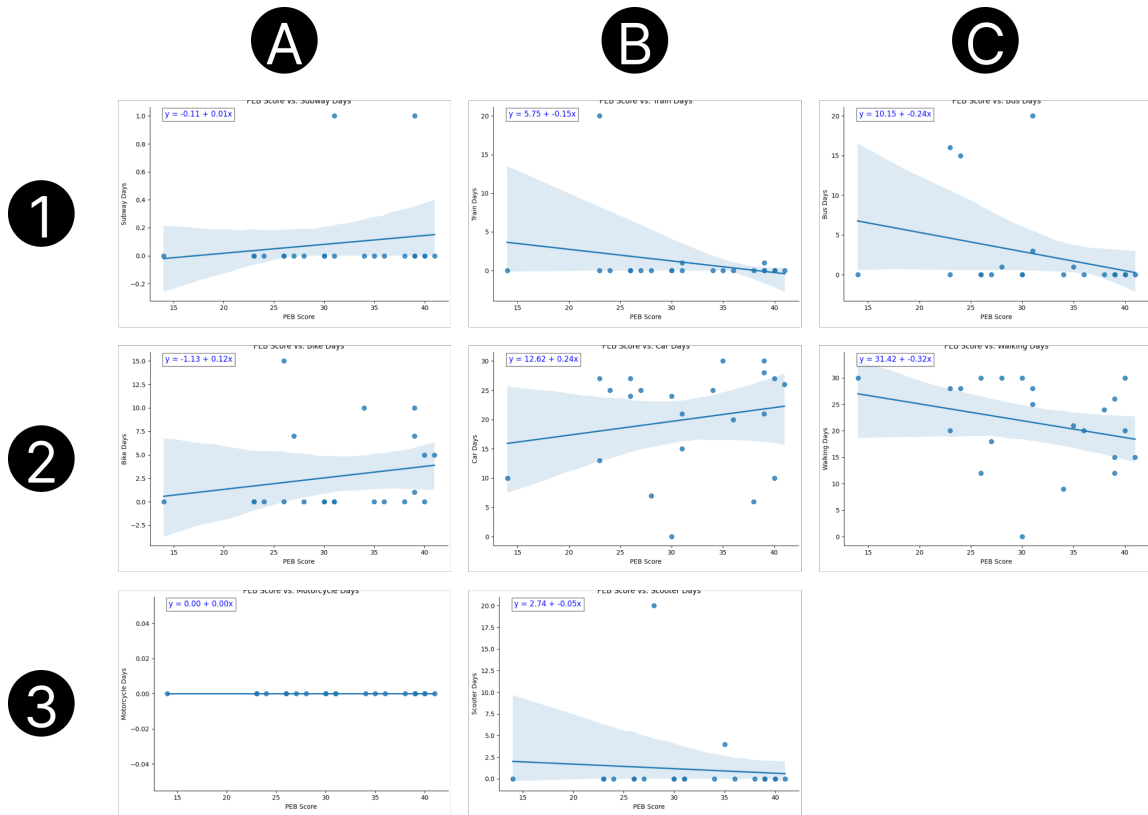 A B C
1
PEB Score vs. Subway Days
y = -0.11 + 0.01x
1.0
0.8
0.6
0.4
0.2
0.0
−0.2
Subway Days
15 20 25 30 35 40
PEB Score
PEB Score vs. Train Days
y = 5.75 + -0.15x
20
15
10
5
0
Train Days
15 20 25 30 35 40
PEB Score
PEB Score vs. Bus Days
y = 10.15 + -0.24x
20
15
10
5
0
Bus Days
15 20 25 30 35 40
PEB Score
2
PEB Score vs. Bike Days
y = -1.13 + 0.12x
15.0
12.5
10.0
7.5
5.0
2.5
0.0
−2.5
Bike Days
15 20 25 30 35 40
PEB Score
PEB Score vs. Car Days
y = 12.62 + 0.24x
30
25
20
15
10
5
0
Car Days
15 20 25 30 35 40
PEB Score
PEB Score vs. Walking Days
y = 31.42 + -0.32x
30
25
20
15
10
5
0
Walking Days
15 20 25 30 35 40
PEB Score
3
PEB Score vs. Motorcycle Days
y = 0.00 + 0.00x
0.04
0.02
0.00
−0.02
−0.04
Motorcycle Days
15 20 25 30 35 40
PEB Score
PEB Score vs. Scooter Days
y = 2.74 + -0.05x
20.0
17.5
15.0
12.5
10.0
7.5
5.0
2.5
0.0
Scooter Days
15 20 25 30 35 40
PEB Score